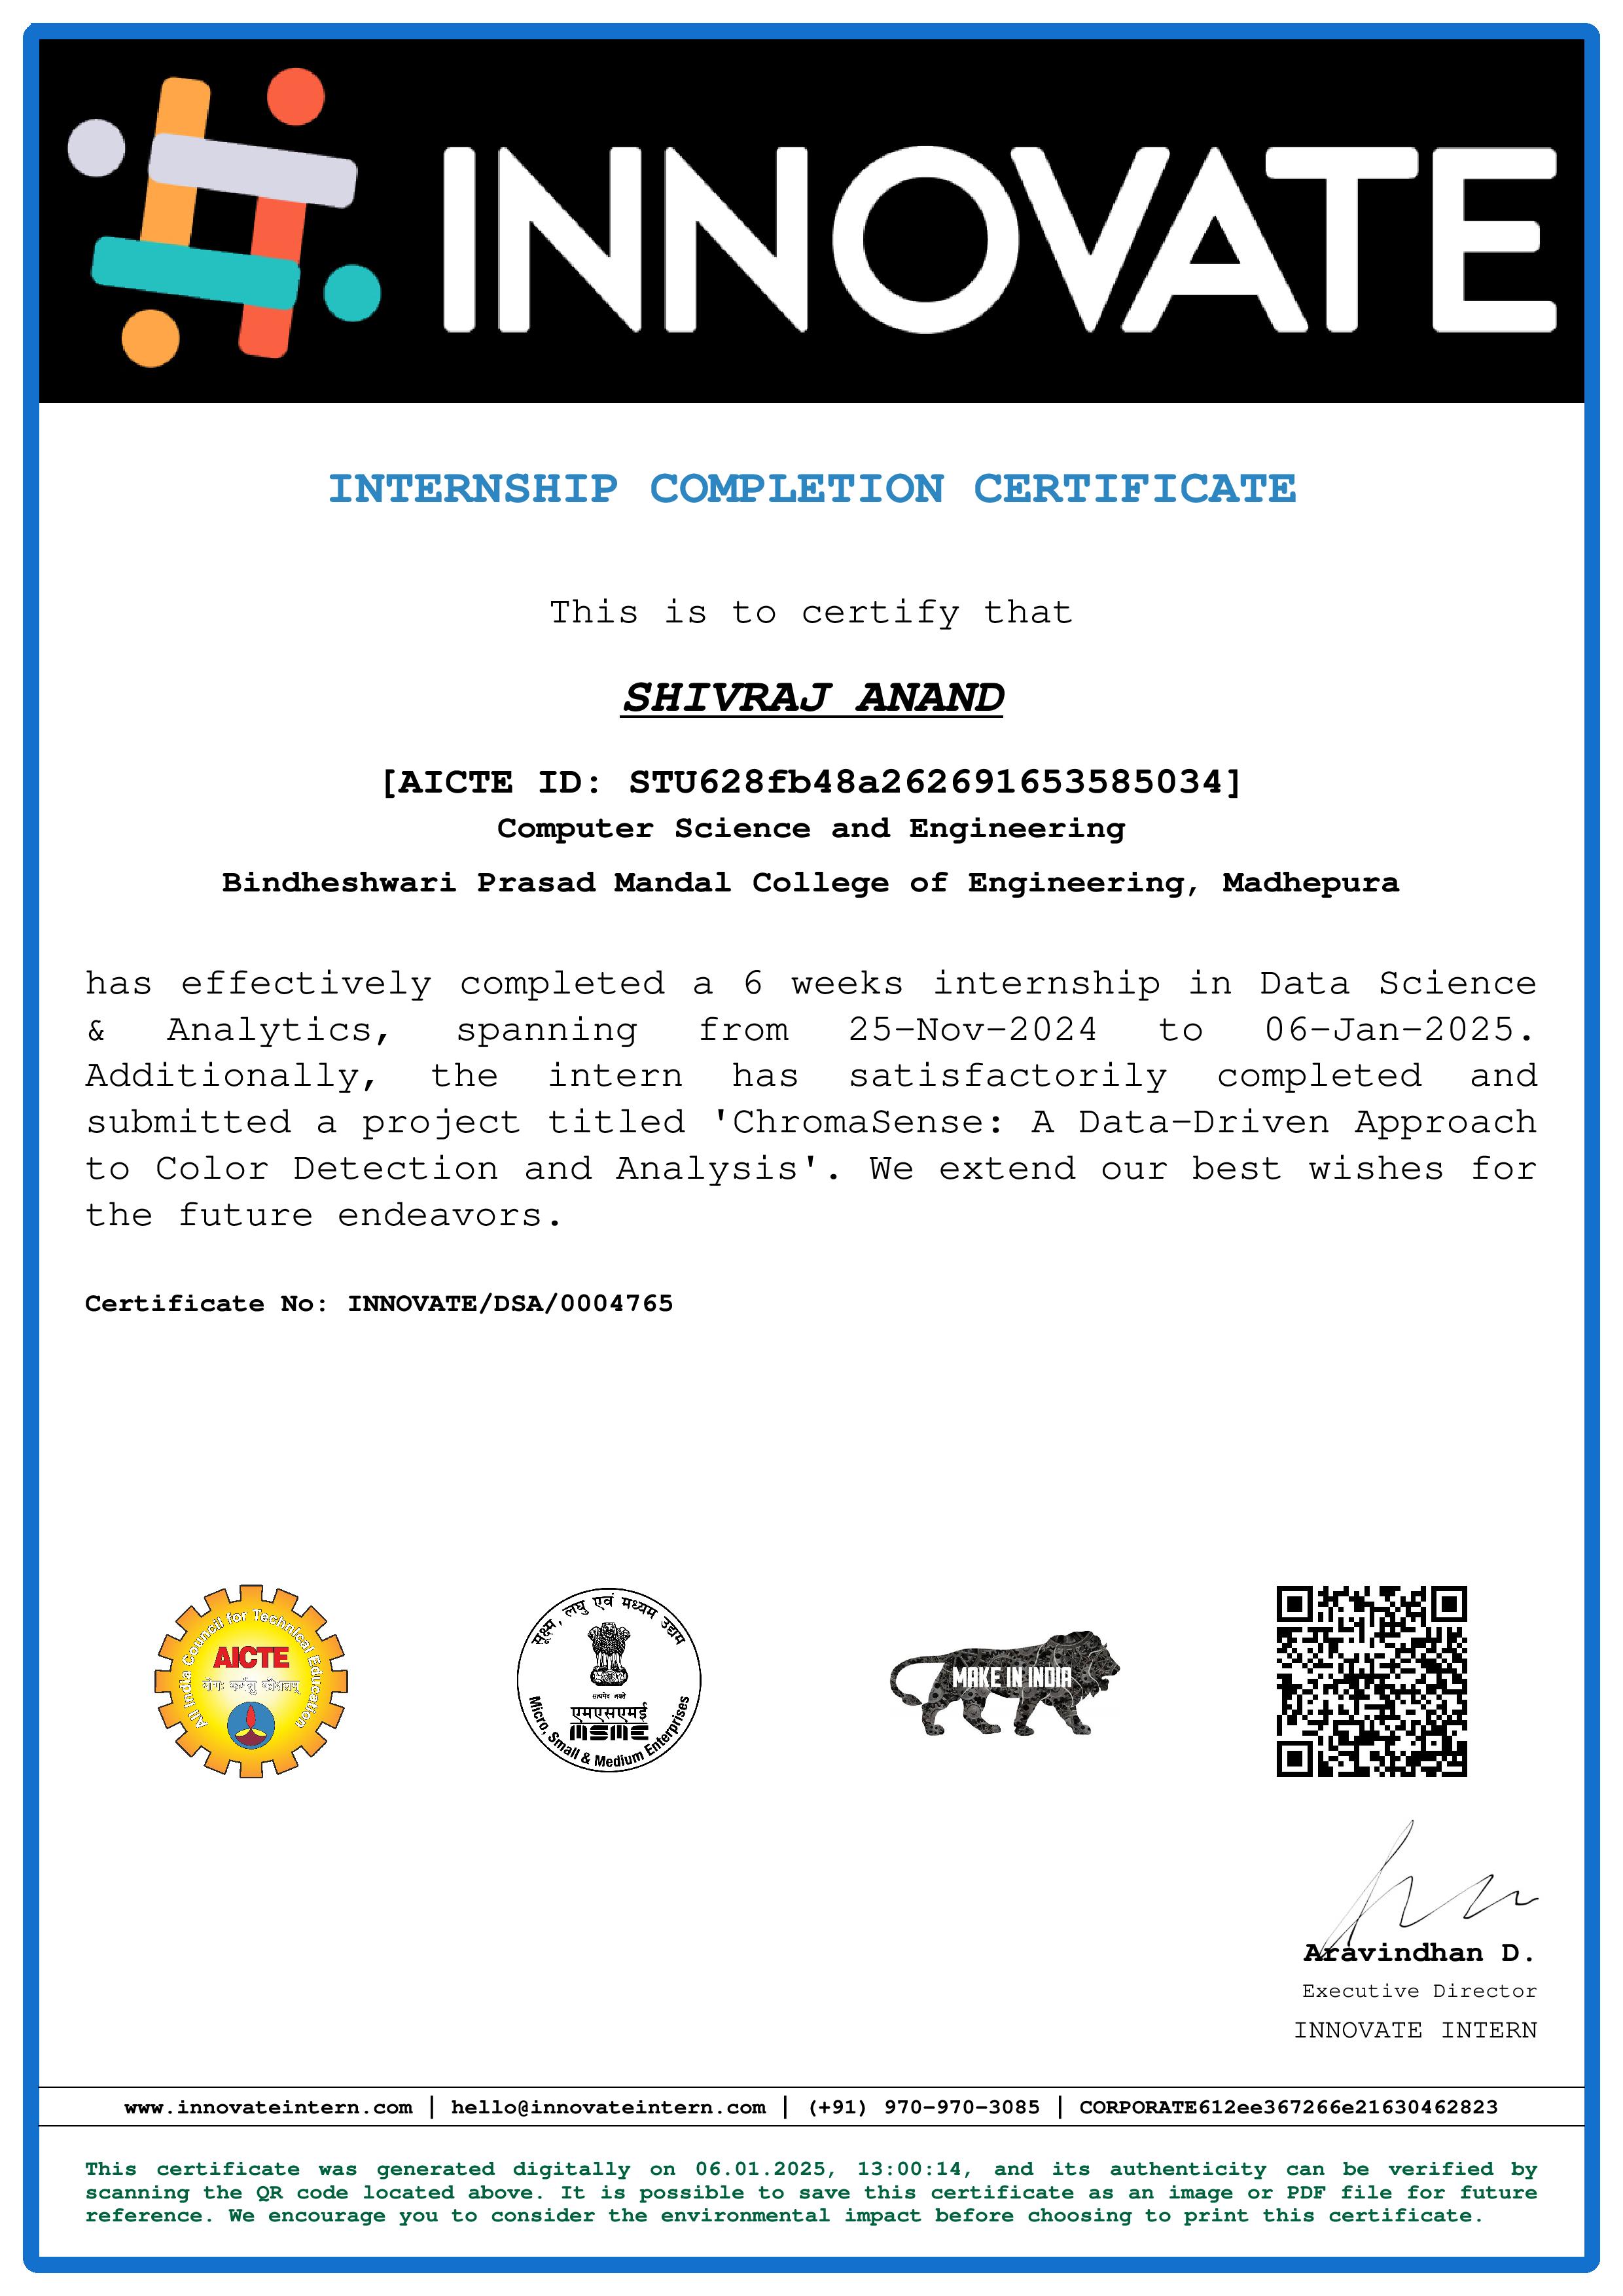 INNOVATE
INTERNSHIP COMPLETION CERTIFICATE
This is to certify that
SHIVRAJ ANAND
[AICTE ID: STU628fb48a262691653585034]
Computer Science and Engineering
Bindheshwari Prasad Mandal College of Engineering, Madhepura
has effectively completed a 6 weeks internship in Data Science
& Analytics, spanning from 25-Nov-2024 to 06-Jan-2025.
Additionally, the intern has satisfactorily completed and
submitted a project titled 'ChromaSense: A Data-Driven Approach
to Color Detection and Analysis'. We extend our best wishes for
the future endeavors.
Certificate No: INNOVATE/DSA/0004765
All India Council for Technical Education
AICTE
योगः कर्मसु कौशलम्
सूक्ष्म, लघु एवं मध्यम उद्यम
सत्यमेव जयते
एमएसएमई
MSME
Micro, Small & Medium Enterprises
MAKE IN INDIA
Aravindhan D.
Executive Director
INNOVATE INTERN
www.innovateintern.com | hello@innovateintern.com | (+91) 970-970-3085 | CORPORATE612ee367266e21630462823
This certificate was generated digitally on 06.01.2025, 13:00:14, and its authenticity can be verified by
scanning the QR code located above. It is possible to save this certificate as an image or PDF file for future
reference. We encourage you to consider the environmental impact before choosing to print this certificate.